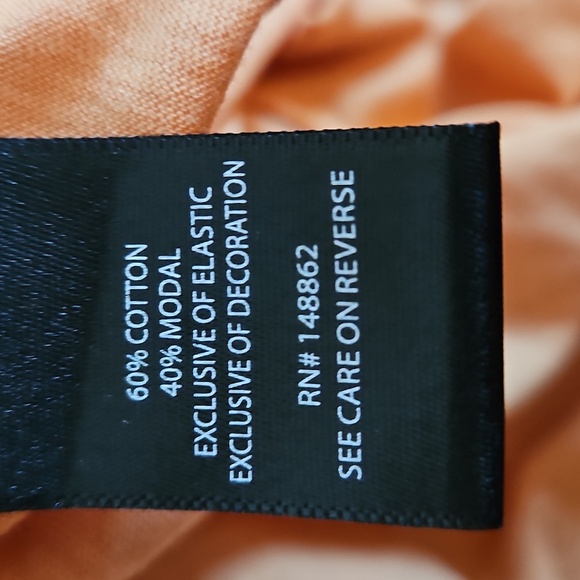 60% COTTON
40% MODAL
EXCLUSIVE OF ELASTIC
EXCLUSIVE OF DECORATION
RN# 148862
SEE CARE ON REVERSE